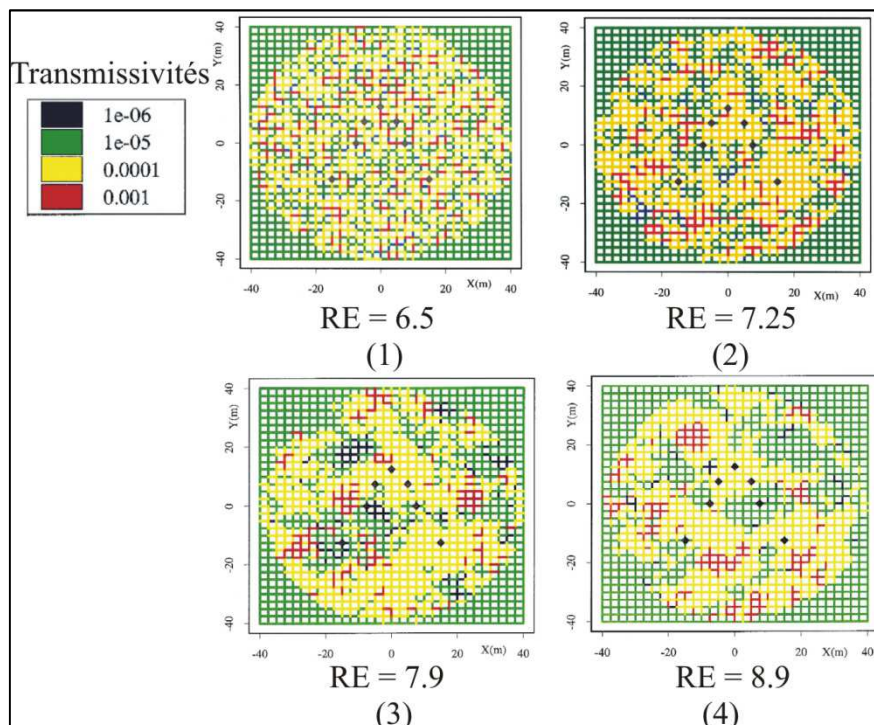 Transmissivités
1e-06
1e-05
0.0001
0.001
Y(m)
40
20
0
-20
-40
-40 -20 0 20 40
X(m)
RE = 6.5
(1)
Y(m)
40
20
0
-20
-40
-40 -20 0 20 40
X(m)
RE = 7.25
(2)
Y(m)
40
20
0
-20
-40
-40 -20 0 20 40
X(m)
RE = 7.9
(3)
Y(m)
40
20
0
-20
-40
-40 -20 0 20 40
X(m)
RE = 8.9
(4)